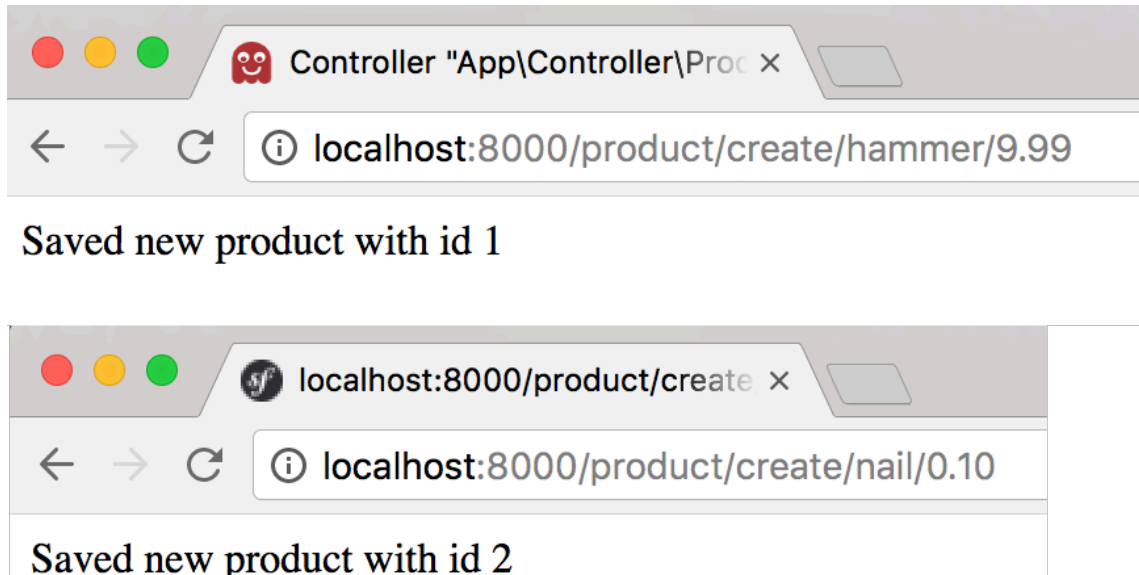 Controller "App\Controller\Proc
localhost:8000/product/create/hammer/9.99
Saved new product with id 1
sf localhost:8000/product/create
localhost:8000/product/create/nail/0.10
Saved new product with id 2